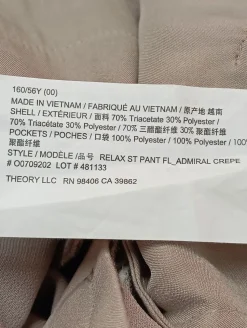 160/56Y (00)
MADE IN VIETNAM / FABRIQUÉ AU VIETNAM / 原产地 越南
SHELL / EXTÉRIEUR / 面料 70% Triacetate 30% Polyester /
70% Triacétate 30% Polyester / 70% 三醋酯纤维 30% 聚酯纤维
POCKETS / POCHES / 口袋 100% Polyester / 100% Polyester / 100%
聚酯纤维
STYLE / MODÈLE /品号 RELAX ST PANT FL_ADMIRAL CREPE
# O0709202 LOT # 481133
THEORY LLC RN 98406 CA 39862